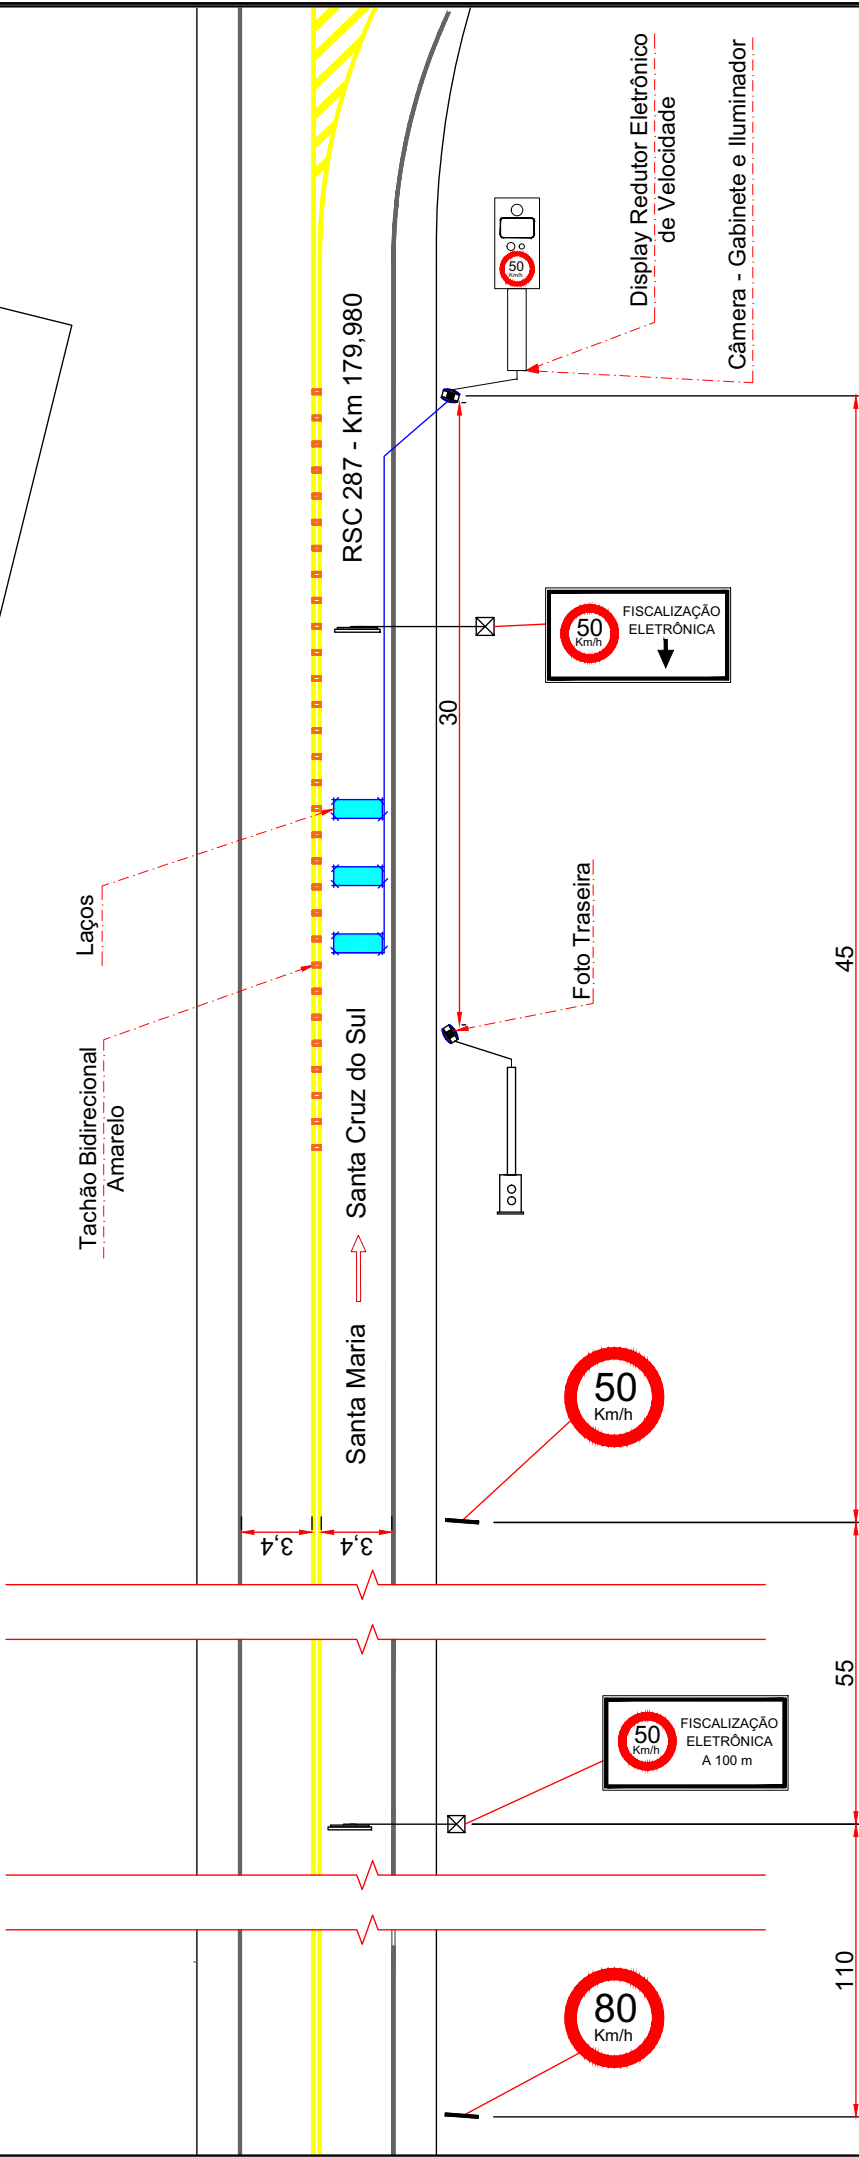 Display Redutor Eletrônico
de Velocidade
Câmera - Gabinete e Iluminador
50
Km/h
RSC 287 - Km 179,980
50
Km/h
FISCALIZAÇÃO
ELETRÔNICA
30
Laços
Foto Traseira
45
Tachão Bidirecional
Amarelo
Santa Maria
Santa Cruz do Sul
50
Km/h
3,4
3,4
55
50
Km/h
FISCALIZAÇÃO
ELETRÔNICA
A 100 m
110
80
Km/h